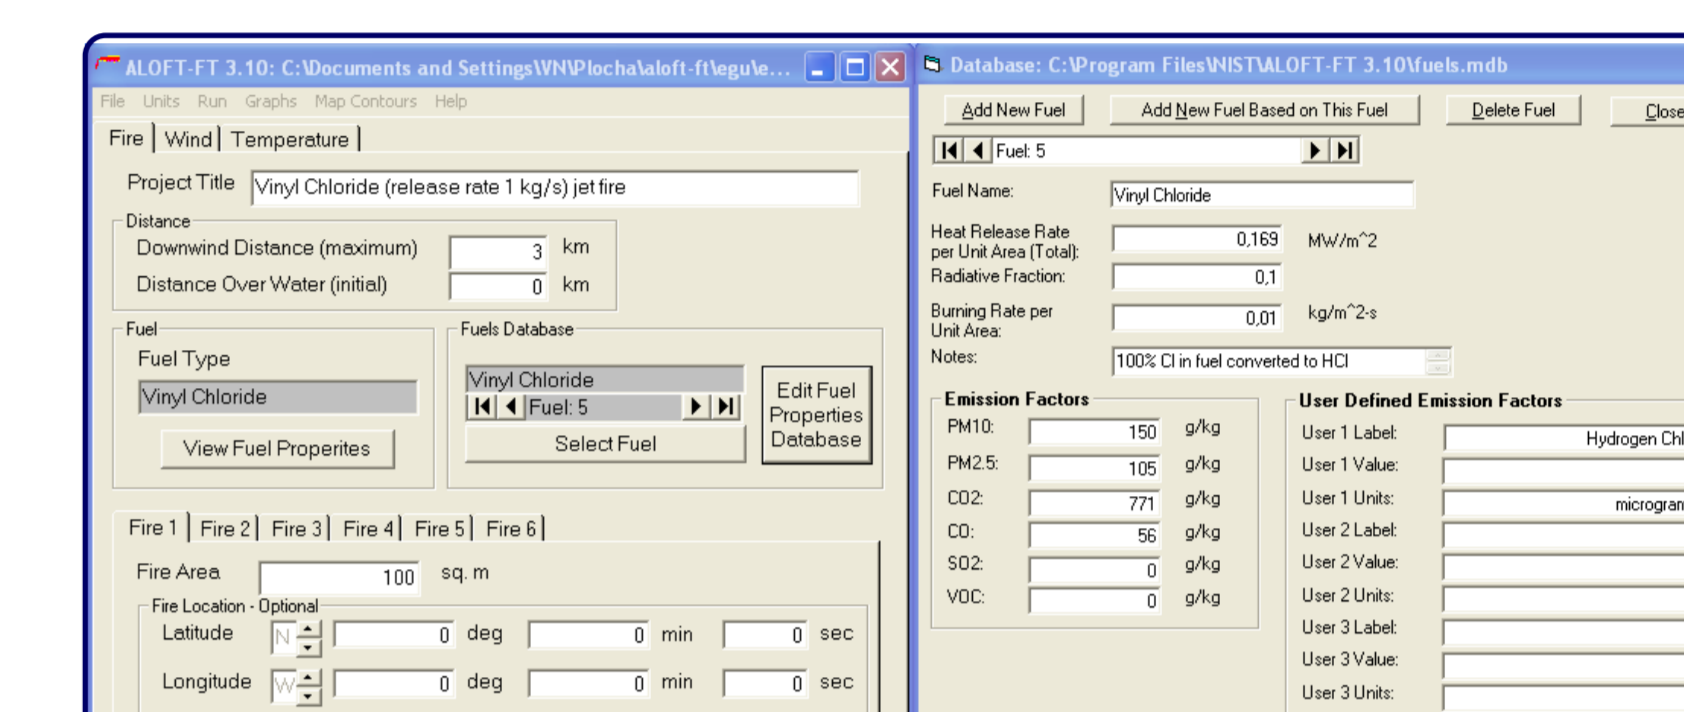 ALOFT-FT 3.10: C:\Documents and Settings\VN\Plocha\aloft-ft\egu\e...
File Units Run Graphs Map Contours Help
Fire Wind Temperature
Project Title Vinyl Chloride (release rate 1 kg/s) jet fire
Distance
Downwind Distance (maximum) 3 km
Distance Over Water (initial) 0 km
Fuel
Fuel Type
Vinyl Chloride
View Fuel Properites
Fuels Database
Vinyl Chloride
Fuel: 5
Select Fuel
Edit Fuel
Properties
Database
Fire 1 Fire 2 Fire 3 Fire 4 Fire 5 Fire 6
Fire Area 100 sq. m
Fire Location - Optional
Latitude N 0 deg 0 min 0 sec
Longitude W 0 deg 0 min 0 sec
Database: C:\Program Files\NIST\ALOFT-FT 3.10\fuels.mdb
Add New Fuel Add New Fuel Based on This Fuel Delete Fuel Close
Fuel: 5
Fuel Name: Vinyl Chloride
Heat Release Rate
per Unit Area (Total): 0,169 MW/m^2
Radiative Fraction: 0,1
Burning Rate per
Unit Area: 0,01 kg/m^2-s
Notes: 100% Cl in fuel converted to HCl
Emission Factors
PM10: 150 g/kg
PM2.5: 105 g/kg
CO2: 771 g/kg
CO: 56 g/kg
SO2: 0 g/kg
VOC: 0 g/kg
User Defined Emission Factors
User 1 Label: Hydrogen Chl
User 1 Value:
User 1 Units: microgram
User 2 Label:
User 2 Value:
User 2 Units:
User 3 Label:
User 3 Value:
User 3 Units: